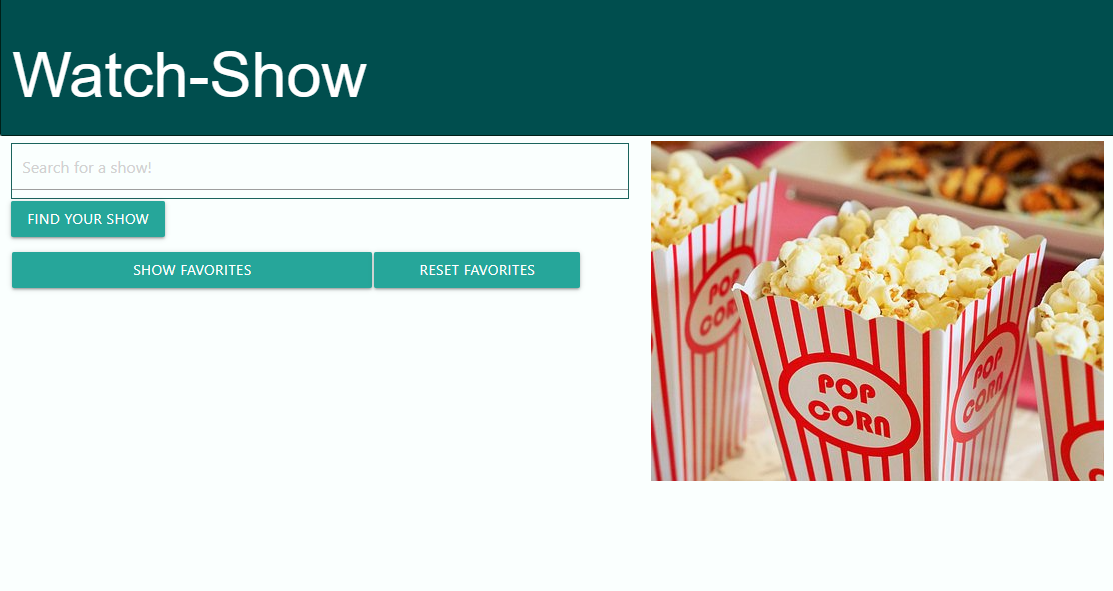 Watch-Show
Search for a show!
FIND YOUR SHOW
SHOW FAVORITES
RESET FAVORITES
POP
CORN
POP
CORN
POP
CORN